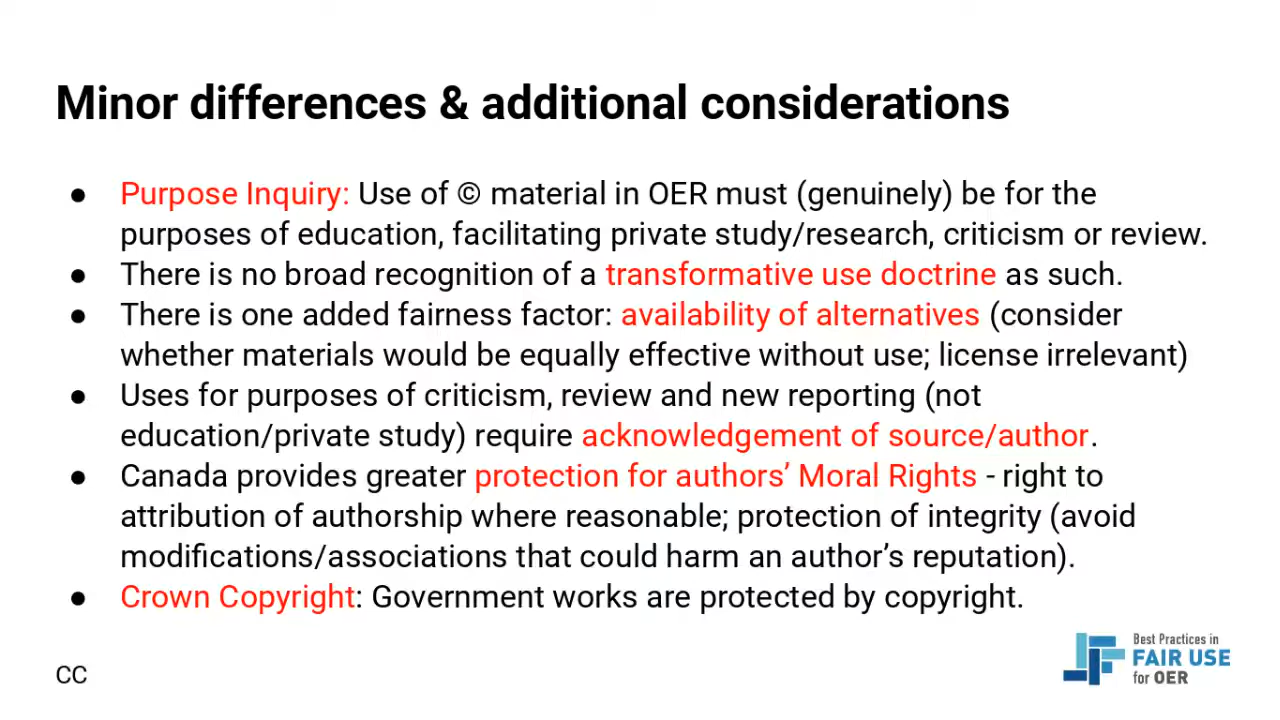 Minor differences & additional considerations
● Purpose Inquiry: Use of © material in OER must (genuinely) be for the
purposes of education, facilitating private study/research, criticism or review.
● There is no broad recognition of a transformative use doctrine as such.
● There is one added fairness factor: availability of alternatives (consider
whether materials would be equally effective without use; license irrelevant)
● Uses for purposes of criticism, review and new reporting (not
education/private study) require acknowledgement of source/author.
● Canada provides greater protection for authors’ Moral Rights - right to
attribution of authorship where reasonable; protection of integrity (avoid
modifications/associations that could harm an author’s reputation).
● Crown Copyright: Government works are protected by copyright.
CC
Best Practices in
FAIR USE
for OER